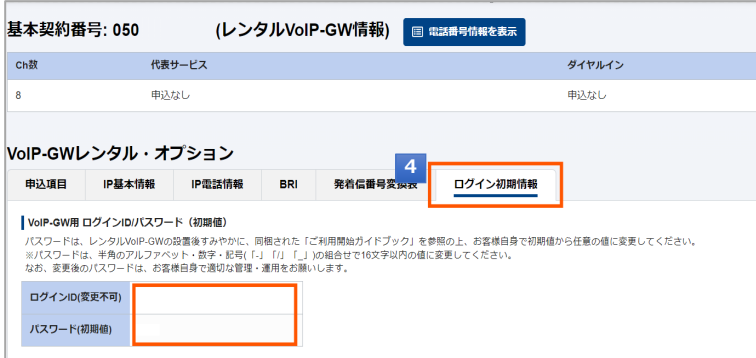 基本契約番号: 050 (レンタルVoIP-GW情報) 電話番号情報を表示
Ch数 代表サービス ダイヤルイン
8 申込なし 申込なし
VoIP-GWレンタル・オプション
4
申込項目 IP基本情報 IP電話情報 BRI 発着信番号変換表 ログイン初期情報
VoIP-GW用 ログインID/パスワード（初期値）
パスワードは、レンタルVoIP-GWの設置後すみやかに、同梱された「ご利用開始ガイドブック」を参照の上、お客様自身で初期値から任意の値に変更してください。
※パスワードは、半角のアルファベット・数字・記号(「-」「/」「_」)の組合せで16文字以内の値に変更してください。
なお、変更後のパスワードは、お客様自身で適切な管理・運用をお願いします。
ログインID(変更不可)
パスワード(初期値)